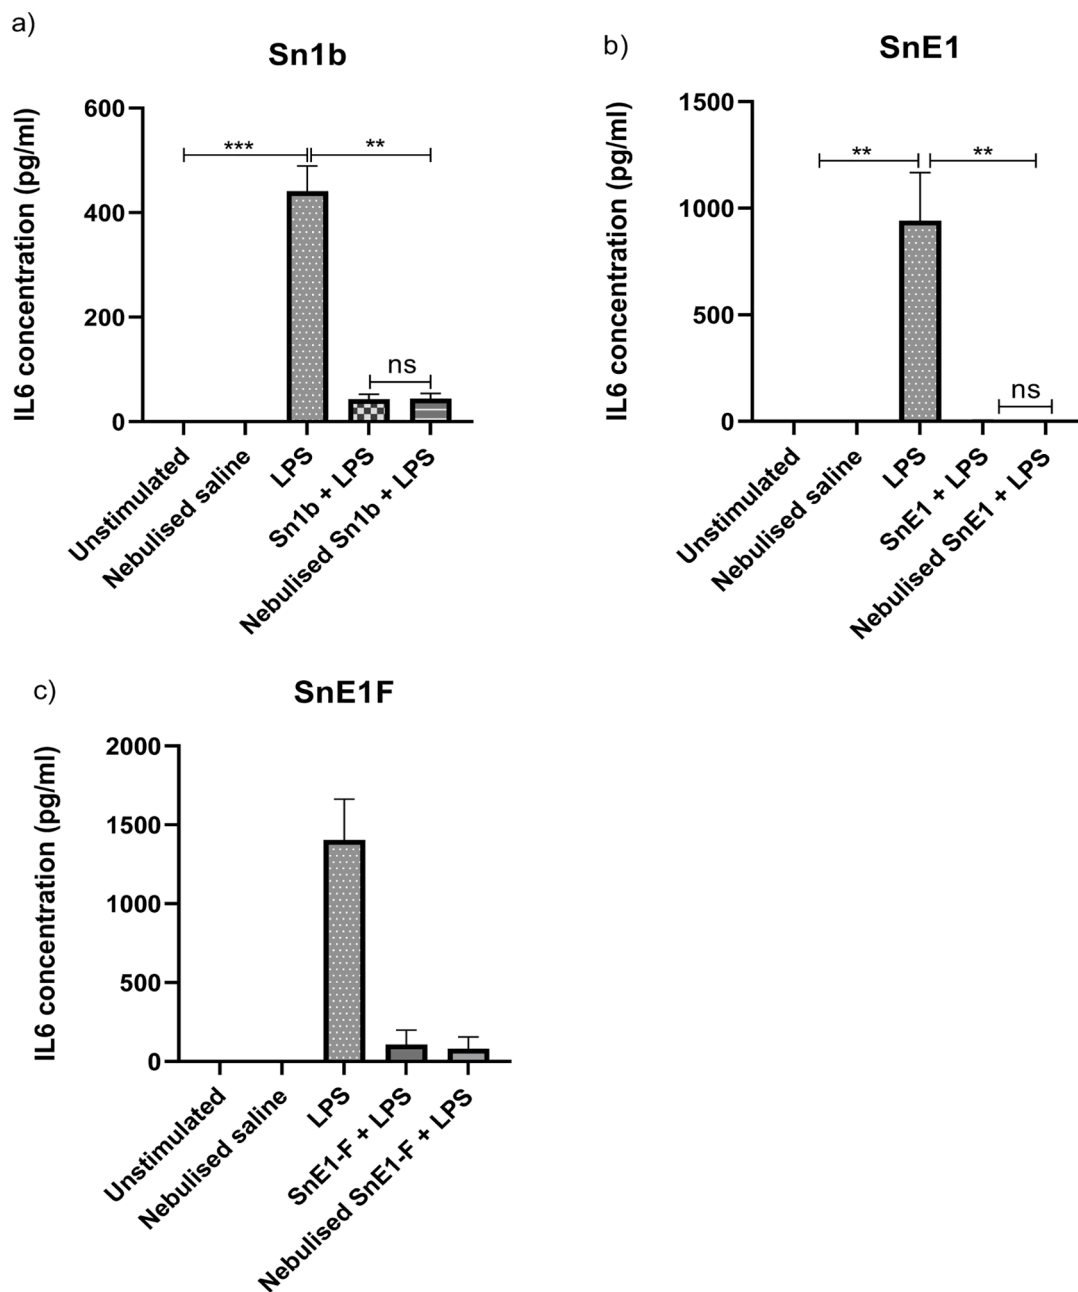 a)
Sn1b
IL6 concentration (pg/ml)
600
400
200
0
***
**
ns
Unstimulated
Nebulised saline
LPS
Sn1b + LPS
Nebulised Sn1b + LPS
b)
SnE1
IL6 concentration (pg/ml)
1500
1000
500
0
**
**
ns
Unstimulated
Nebulised saline
LPS
SnE1 + LPS
Nebulised SnE1 + LPS
c)
SnE1F
IL6 concentration (pg/ml)
2000
1500
1000
500
0
Unstimulated
Nebulised saline
LPS
SnE1-F + LPS
Nebulised SnE1-F + LPS